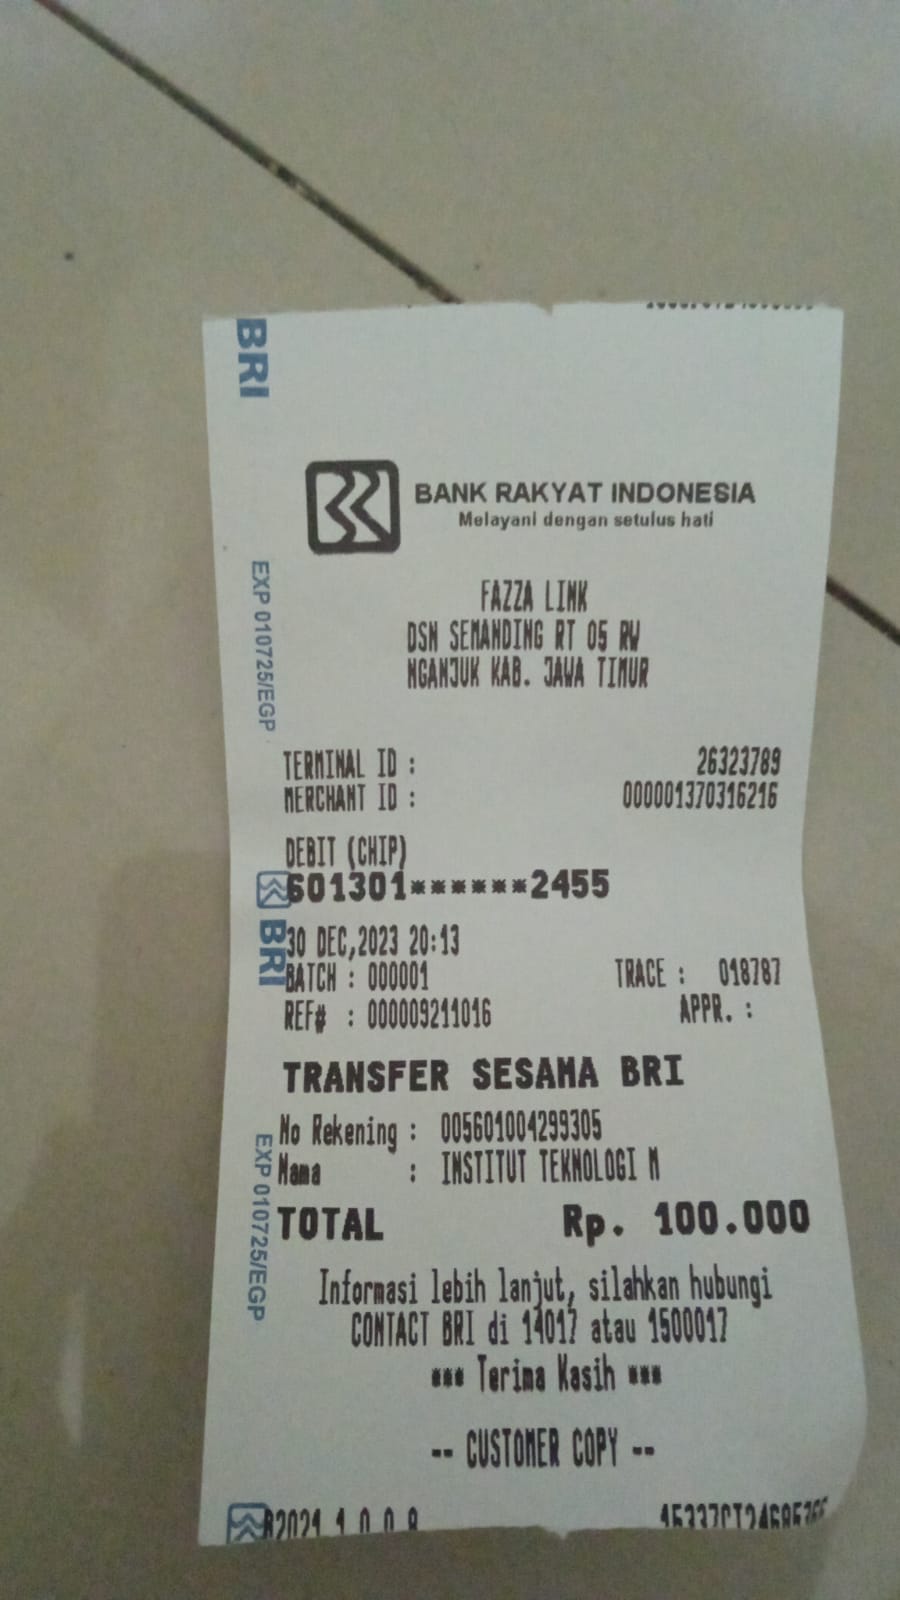 BRI
BANK RAKYAT INDONESIA
Melayani dengan setulus hati
EXP 010725/EGP
FAZZA LINK
DSN SEMANDING RT 05 RW
NGANJUK KAB. JAWA TIMUR
TERMINAL ID : 26323789
MERCHANT ID : 000001370316216
DEBIT (CHIP)
601301******2455
BRI
30 DEC,2023 20:13
BATCH : 000001 TRACE : 018787
REF# : 000009211016 APPR. :
TRANSFER SESAMA BRI
No Rekening : 005601004299305
Nama : INSTITUT TEKNOLOGI M
EXP 010725/EGP
TOTAL Rp. 100.000
Informasi lebih lanjut, silahkan hubungi
CONTACT BRI di 14017 atau 1500017
*** Terima Kasih ***
-- CUSTOMER COPY --